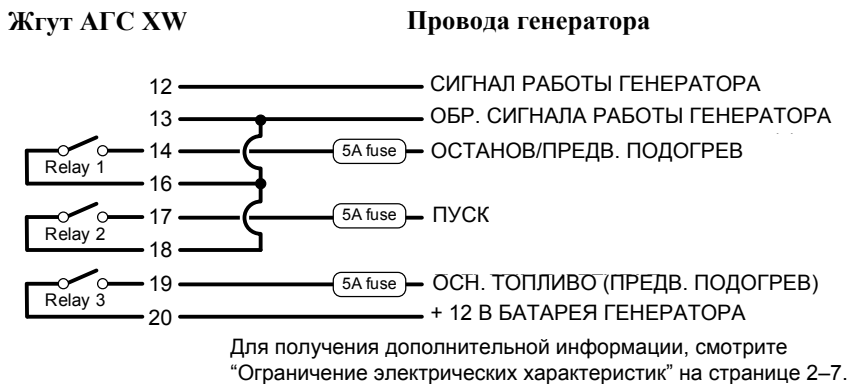 Жгут АГС XW Провода генератора
12 СИГНАЛ РАБОТЫ ГЕНЕРАТОРА
13 ОБР. СИГНАЛА РАБОТЫ ГЕНЕРАТОРА
14 5A fuse ОСТАНОВ/ПРЕДВ. ПОДОГРЕВ
Relay 1
16
17 5A fuse ПУСК
Relay 2
18
19 5A fuse ОСН. ТОПЛИВО (ПРЕДВ. ПОДОГРЕВ)
Relay 3
20 + 12 В БАТАРЕЯ ГЕНЕРАТОРА
Для получения дополнительной информации, смотрите
“Ограничение электрических характеристик” на странице 2–7.